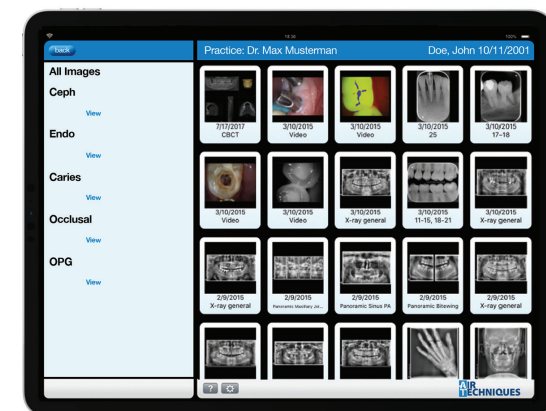 18:38
100%
back
Practice: Dr. Max Musterman
Doe, John 10/11/2001
All Images
Ceph
View
Endo
View
Caries
View
Occlusal
View
OPG
View
7/17/2017
CBCT
3/10/2015
Video
3/10/2015
Video
3/10/2015
25
3/10/2015
17-18
3/10/2015
Video
3/10/2015
Video
3/10/2015
X-ray general
3/10/2015
11-15, 18-21
3/10/2015
X-ray general
2/9/2015
X-ray general
2/9/2015
2/9/2015
Panoramic Sinus PA
2/9/2015
Panoramic Bitewing
2/9/2015
X-ray general
?
AIR
TECHNIQUES